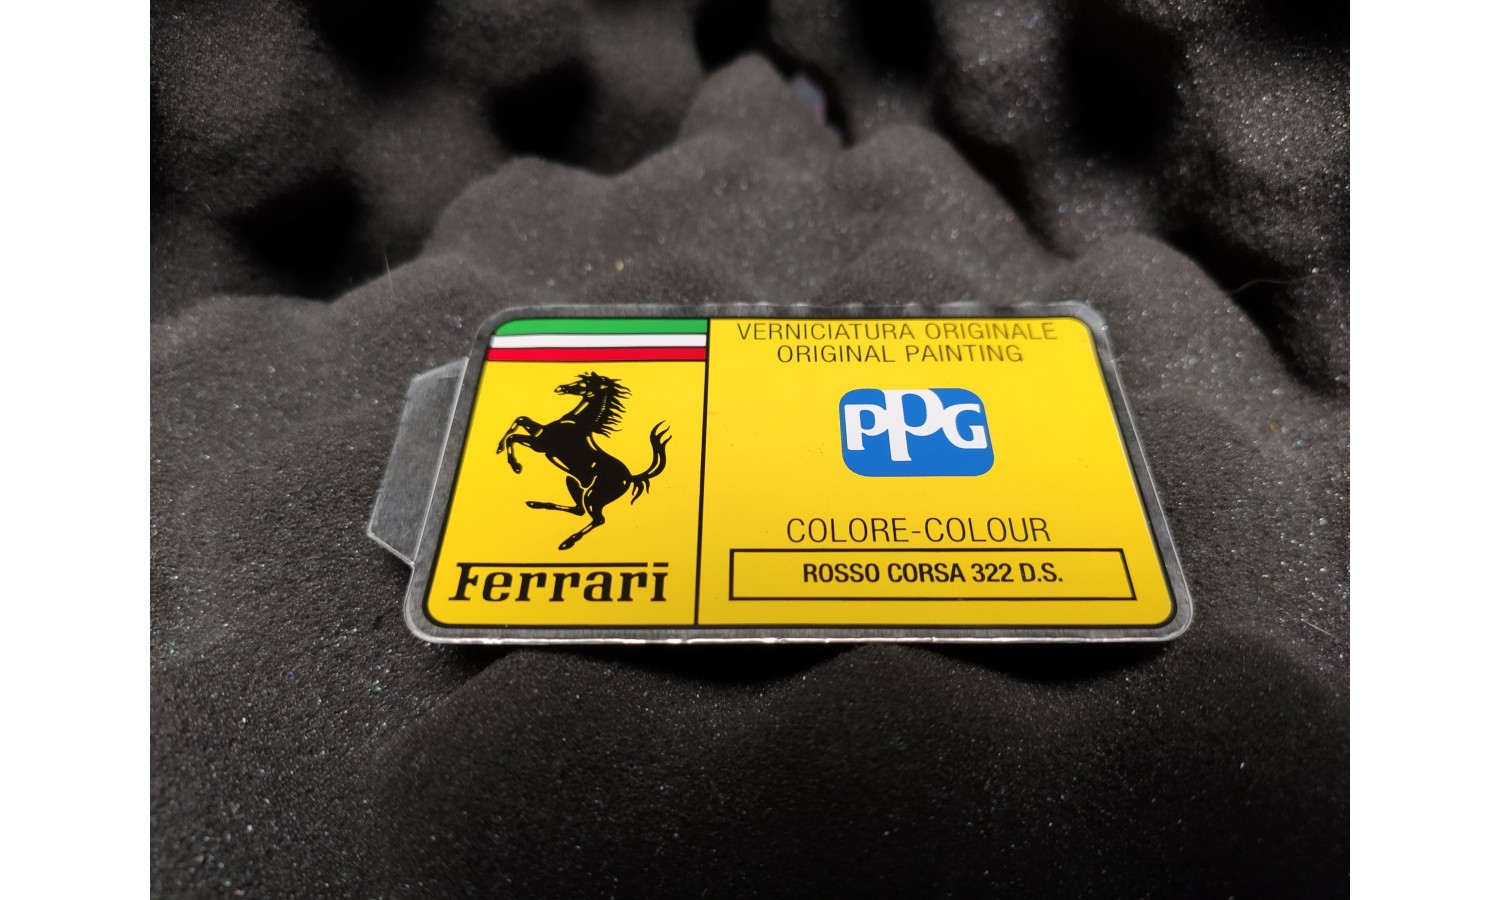 VERNICIATURA ORIGINALE
ORIGINAL PAINTING
PPG
COLORE-COLOUR
ROSSO CORSA 322 D.S.
Ferrari